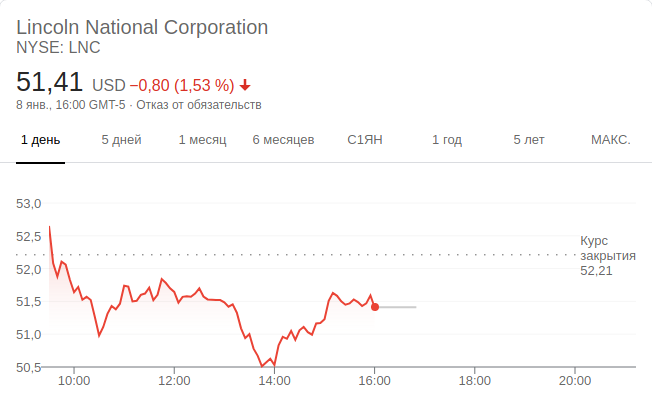 Lincoln National Corporation
NYSE: LNC
51,41 USD −0,80 (1,53 %)
8 янв., 16:00 GMT-5 · Отказ от обязательств
1 день 5 дней 1 месяц 6 месяцев С1ЯН 1 год 5 лет МАКС.
53,0
52,5
52,0
51,5
51,0
50,5
Курс
закрытия
52,21
10:00 12:00 14:00 16:00 18:00 20:00